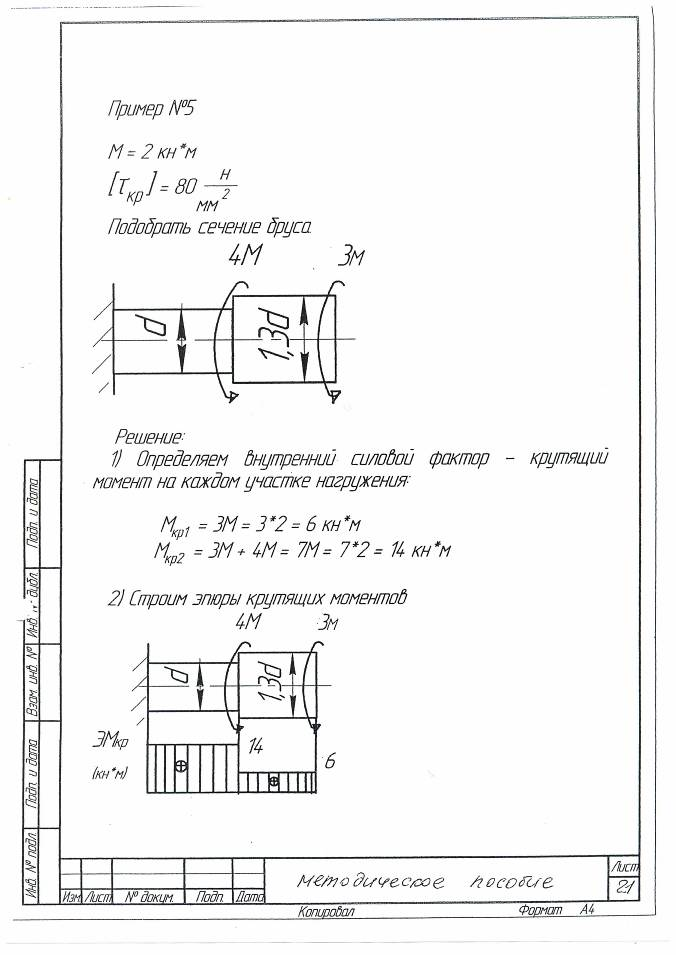 Пример №5
М = 2 кн*м
[τкр] = 80 н/мм²
Подобрать сечение бруса
4М 3м
d 1,3d
Решение:
1) Определяем внутренний силовой фактор – крутящий
момент на каждом участке нагружения:
Мкр1 = 3М = 3*2 = 6 кн*м
Мкр2 = 3М + 4М = 7М = 7*2 = 14 кн*м
2) Строим эпюры крутящих моментов
4М 3м
d 1,3d
ЭМкр 14
6
(кн*м)
Подп. и дата
Инв. № дубл.
Взам. инв. №
Подп. и дата
Инв. № подл.
методическое пособие
Лист
21
Изм. Лист № докум. Подп. Дата
Копировал Формат А4